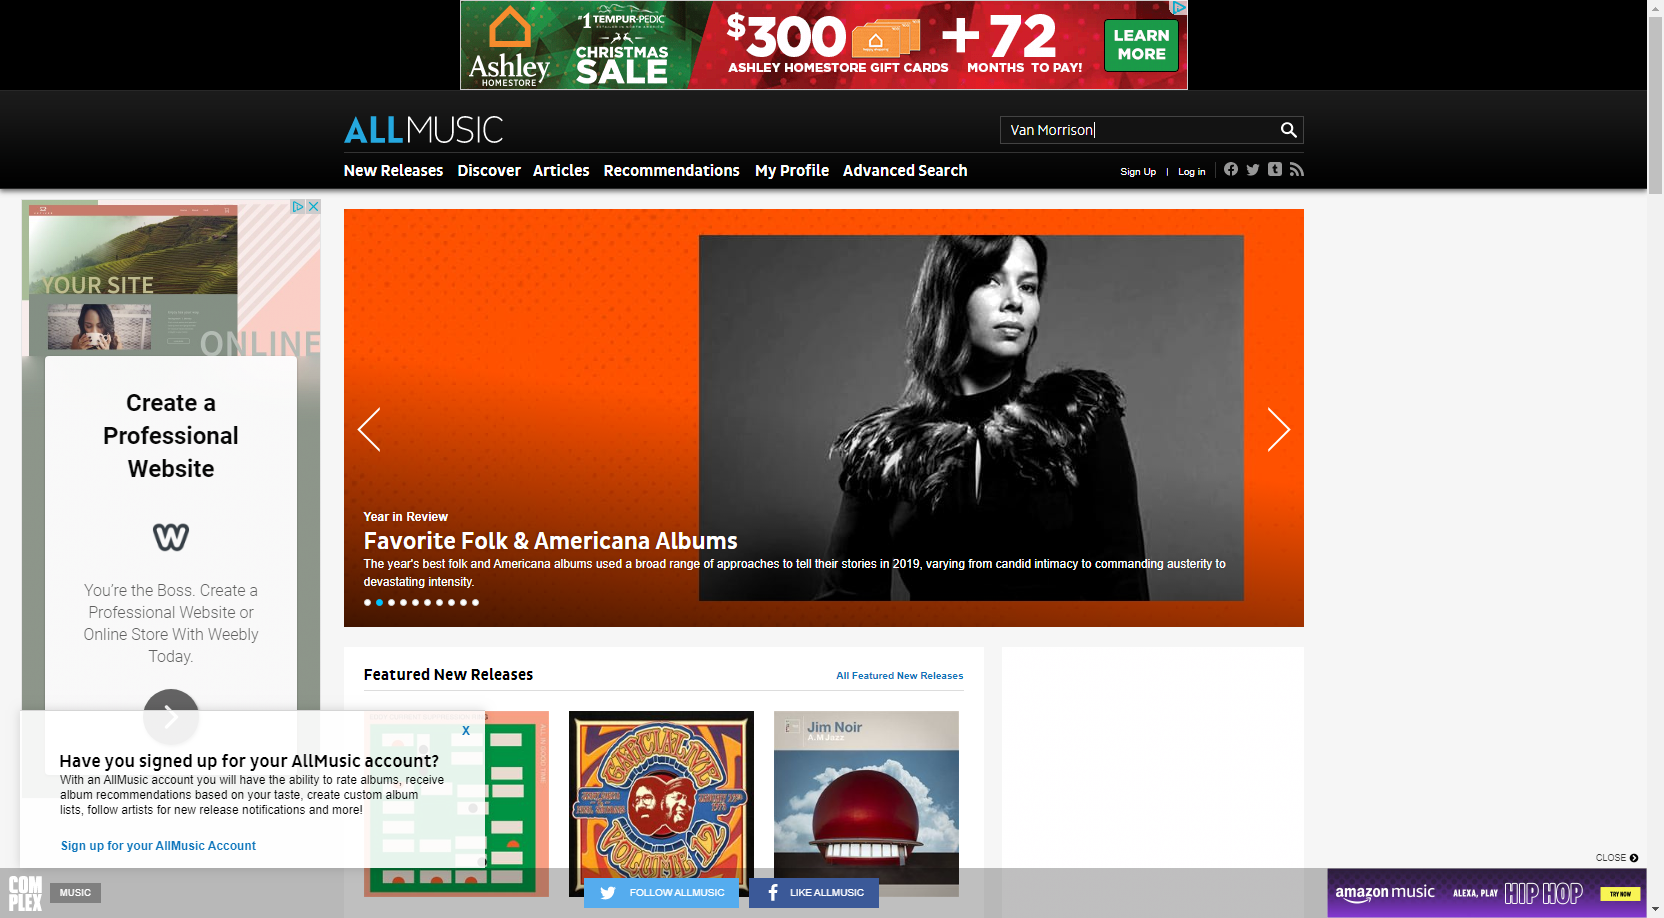 Ashley
HOMESTORE
#1 TEMPUR-PEDIC
CHRISTMAS
SALE
$300 + 72
ASHLEY HOMESTORE GIFT CARDS MONTHS TO PAY!
LEARN
MORE
ALLMUSIC
Van Morrison
New Releases Discover Articles Recommendations My Profile Advanced Search
Sign Up | Log in
YOUR SITE
ONLINE
Create a
Professional
Website
You're the Boss. Create a
Professional Website or
Online Store With Weebly
Today.
Year in Review
Favorite Folk & Americana Albums
The year's best folk and Americana albums used a broad range of approaches to tell their stories in 2019, varying from candid intimacy to commanding austerity to
devastating intensity.
Featured New Releases
All Featured New Releases
GARCIALIVE
VOLUME 12
Jim Noir
A.M Jazz
X
Have you signed up for your AllMusic account?
With an AllMusic account you will have the ability to rate albums, receive
album recommendations based on your taste, create custom album
lists, follow artists for new release notifications and more!
Sign up for your AllMusic Account
CLOSE
COM
PLEX
MUSIC
FOLLOW ALLMUSIC
LIKE ALLMUSIC
amazon music
ALEXA, PLAY
HIP HOP
TRY NOW